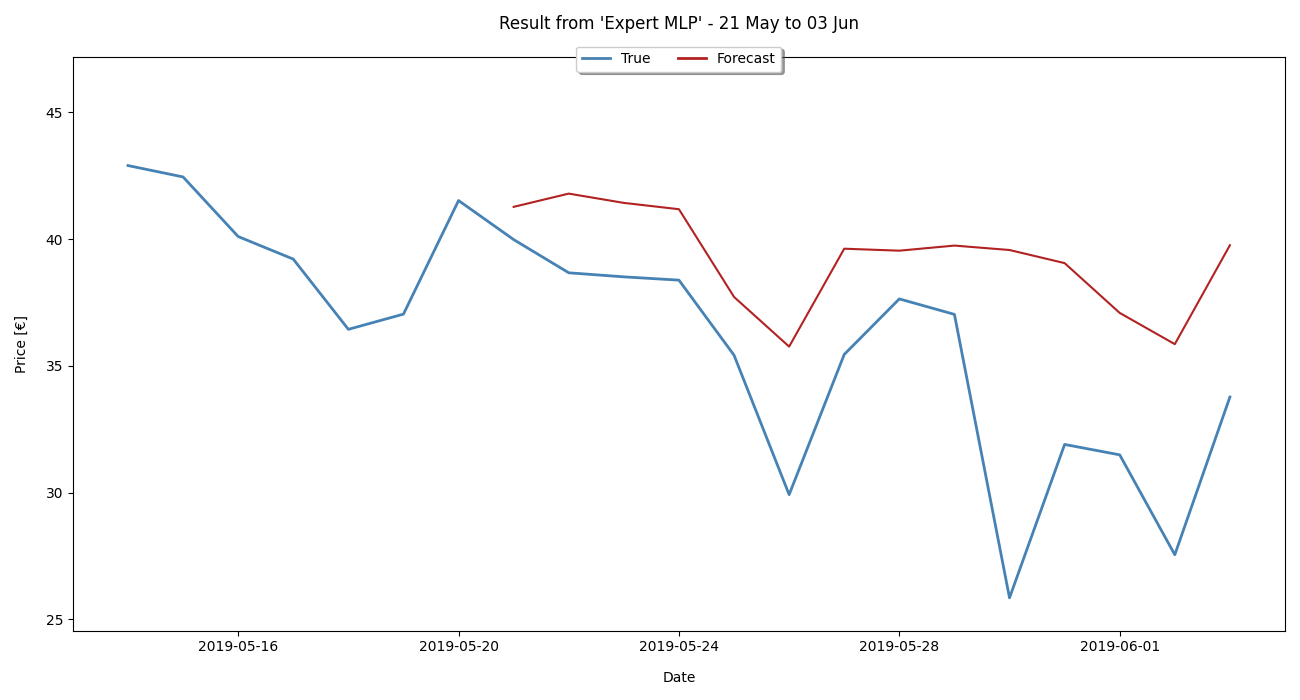 Result from 'Expert MLP' - 21 May to 03 Jun
True Forecast
45
40
35
30
25
Price [€]
2019-05-16 2019-05-20 2019-05-24 2019-05-28 2019-06-01
Date